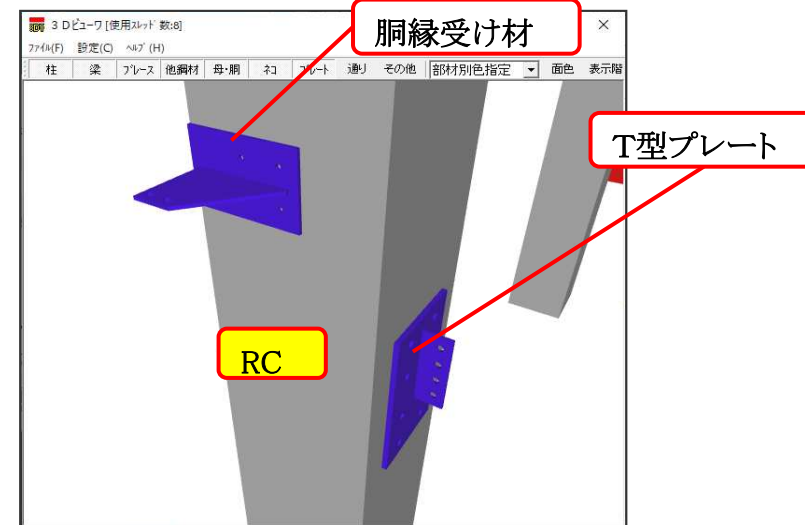 3Dビューワ [使用スレッド数:8]
胴縁受け材
ファイル(F) 設定(C) ヘルプ(H)
柱 梁 ブレース 他鋼材 母・胴 ネコ プレート 通り その他 部材別色指定 面色 表示階
T型プレート
RC